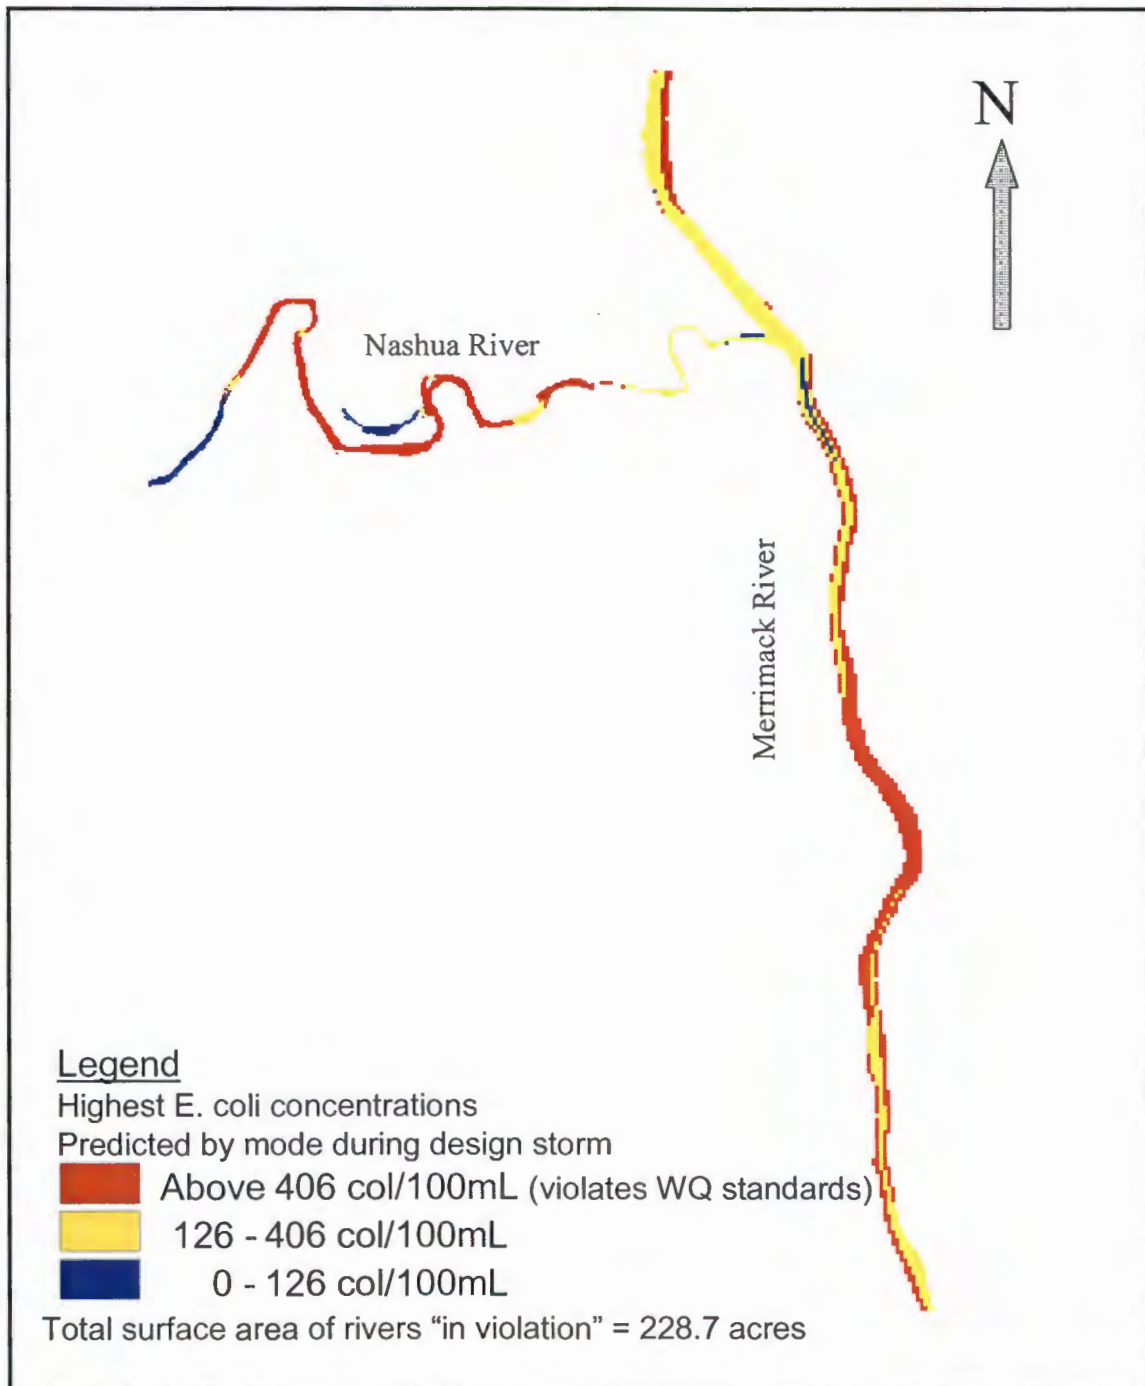 N
Nashua River
Merrimack River
Legend
Highest E. coli concentrations
Predicted by mode during design storm
Above 406 col/100mL (violates WQ standards)
126 - 406 col/100mL
0 - 126 col/100mL
Total surface area of rivers “in violation” = 228.7 acres